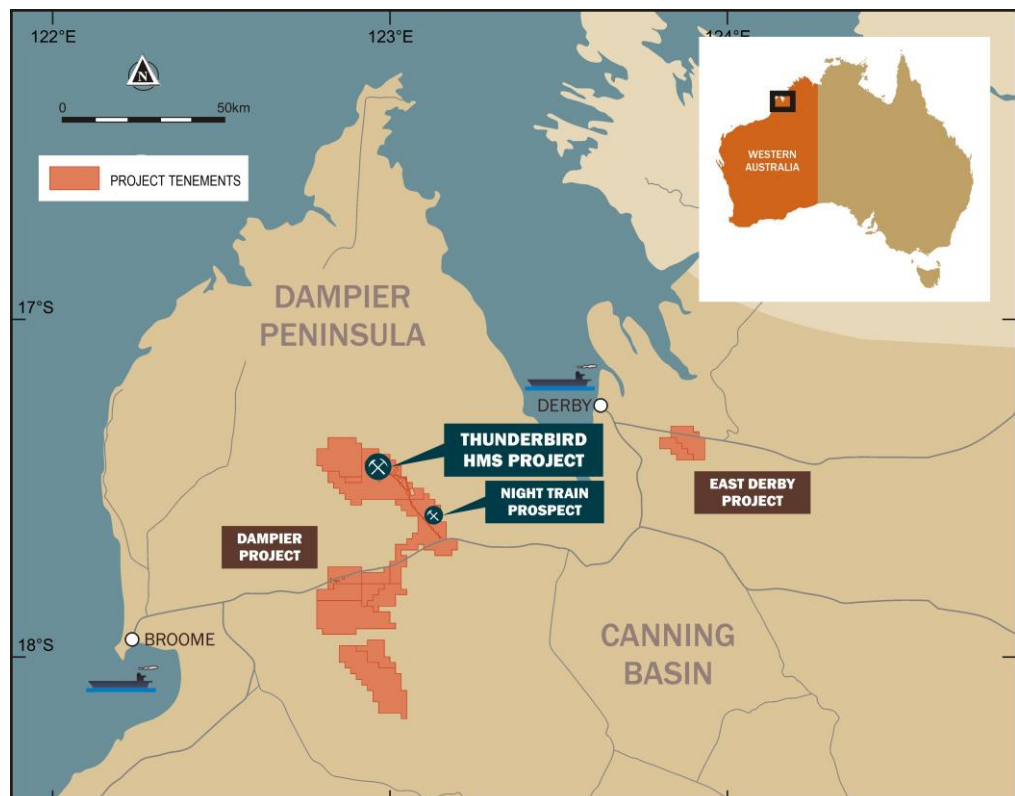 122°E
123°E
124°E
N
0
50km
PROJECT TENEMENTS
WESTERN
AUSTRALIA
DAMPIER
PENINSULA
17°S
DERBY
THUNDERBIRD
HMS PROJECT
NIGHT TRAIN
PROSPECT
EAST DERBY
PROJECT
DAMPIER
PROJECT
BROOME
18°S
CANNING
BASIN